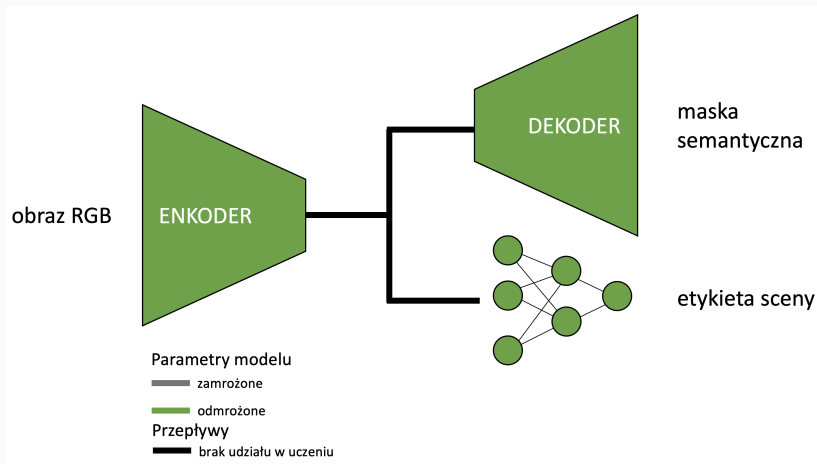 maska
semantyczna
DEKODER
obraz RGB
ENKODER
etykieta sceny
Parametry modelu
zamrożone
odmrożone
Przepływy
brak udziału w uczeniu